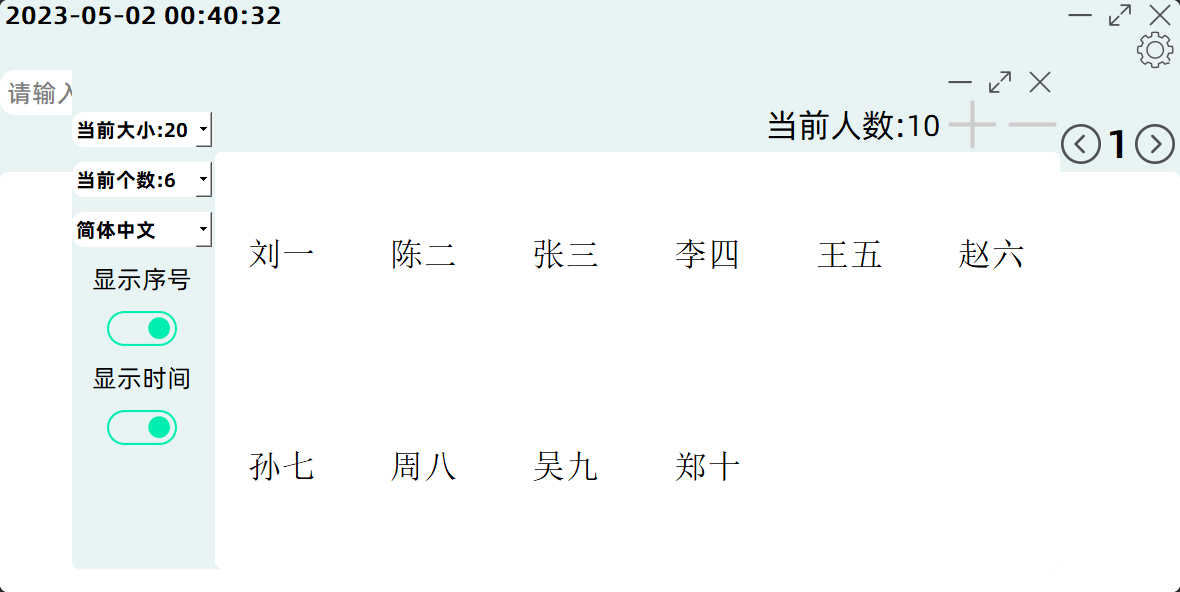 2023-05-02 00:40:32
请输入
当前大小:20
当前人数:10
1
当前个数:6
简体中文
显示序号
显示时间
刘一 陈二 张三 李四 王五 赵六
孙七 周八 吴九 郑十